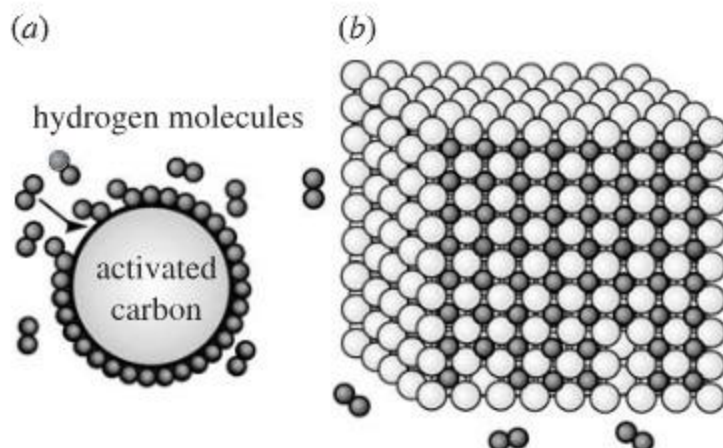 (a)
(b)
hydrogen molecules
activated
carbon